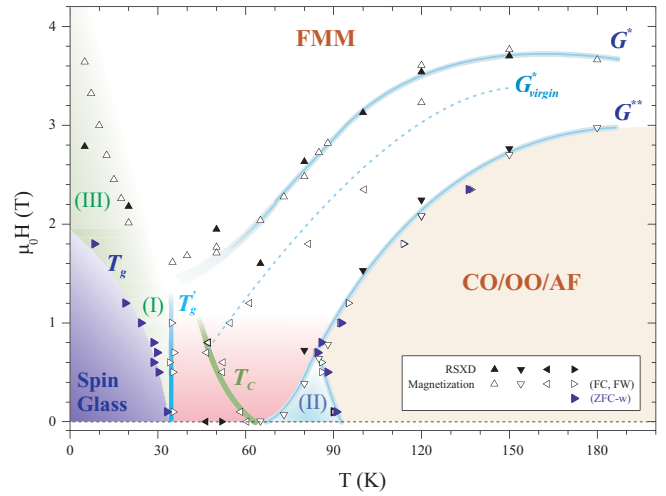 4
3
2
1
0
μ₀H (T)
FMM
G*
G*virgin
G**
(III)
Tg
(I)
Tg'
CO/OO/AF
Spin
Glass
TC
(II)
RSXD
Magnetization
(FC, FW)
(ZFC-w)
0 30 60 90 120 150 180
T (K)